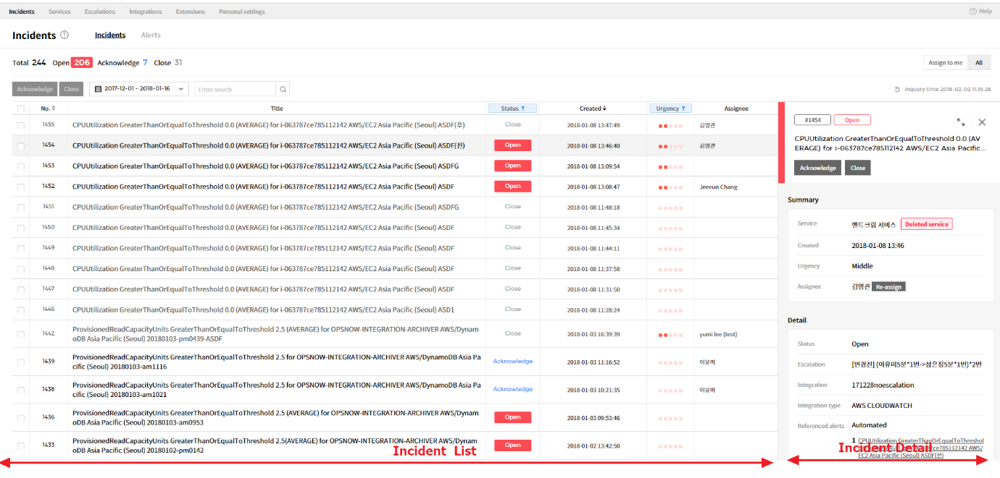 Incidents Services Escalations Integrations Extensions Personal settings Help
Incidents Incidents Alerts
Total 244 Open 206 Acknowledge 7 Close 31 Assign to me All
Acknowledge Close 2017-12-01 - 2018-01-16 Enter search Inquery time 2018-02-02 11:19:28
No. Title Status Created Urgency Assignee
1455 CPUUtilization GreaterThanOrEqualToThreshold 0.0 (AVERAGE) for i-063787ce785112142 AWS/EC2 Asia Pacific (Seoul) ASDF(후) Close 2018-01-08 13:47:49 김명관
1454 CPUUtilization GreaterThanOrEqualToThreshold 0.0 (AVERAGE) for i-063787ce785112142 AWS/EC2 Asia Pacific (Seoul) ASDF(전) Open 2018-01-08 13:46:40 김명관
1453 CPUUtilization GreaterThanOrEqualToThreshold 0.0 (AVERAGE) for i-063787ce785112142 AWS/EC2 Asia Pacific (Seoul) ASDFG Open 2018-01-08 13:09:54
1452 CPUUtilization GreaterThanOrEqualToThreshold 0.0 (AVERAGE) for i-063787ce785112142 AWS/EC2 Asia Pacific (Seoul) ASDF Open 2018-01-08 13:08:47 Jeeeun Chang
1451 CPUUtilization GreaterThanOrEqualToThreshold 0.0 (AVERAGE) for i-063787ce785112142 AWS/EC2 Asia Pacific (Seoul) ASDFG Close 2018-01-08 11:48:18
1450 CPUUtilization GreaterThanOrEqualToThreshold 0.0 (AVERAGE) for i-063787ce785112142 AWS/EC2 Asia Pacific (Seoul) ASDF Close 2018-01-08 11:45:34
1449 CPUUtilization GreaterThanOrEqualToThreshold 0.0 (AVERAGE) for i-063787ce785112142 AWS/EC2 Asia Pacific (Seoul) ASDF Close 2018-01-08 11:44:11
1448 CPUUtilization GreaterThanOrEqualToThreshold 0.0 (AVERAGE) for i-063787ce785112142 AWS/EC2 Asia Pacific (Seoul) ASDF Close 2018-01-08 11:37:58
1447 CPUUtilization GreaterThanOrEqualToThreshold 0.0 (AVERAGE) for i-063787ce785112142 AWS/EC2 Asia Pacific (Seoul) ASDF Close 2018-01-08 11:31:50
1446 CPUUtilization GreaterThanOrEqualToThreshold 0.0 (AVERAGE) for i-063787ce785112142 AWS/EC2 Asia Pacific (Seoul) ASD1 Close 2018-01-08 11:28:24
1442 ProvisionedReadCapacityUnits GreaterThanOrEqualToThreshold 2.5 (AVERAGE) for OPSNOW-INTEGRATION-ARCHIVER AWS/Dynam
oDB Asia Pacific (Seoul) 20180103-pm0439-ASDF Close 2018-01-03 16:39:39 yumi lee (test)
1439 ProvisionedReadCapacityUnits GreaterThanOrEqualToThreshold 2.5 for OPSNOW-INTEGRATION-ARCHIVER AWS/DynamoDB Asia Pa
cific (Seoul) 20180103-am1116 Acknowledge 2018-01-03 11:16:52 이유미
1438 ProvisionedReadCapacityUnits GreaterThanOrEqualToThreshold 2.5 for OPSNOW-INTEGRATION-ARCHIVER AWS/DynamoDB Asia Pa
cific (Seoul) 20180103-am1021 Acknowledge 2018-01-03 10:21:35 이유미
1436 ProvisionedReadCapacityUnits GreaterThanOrEqualToThreshold 2.5 (AVERAGE) for OPSNOW-INTEGRATION-ARCHIVER AWS/Dynam
oDB Asia Pacific (Seoul) 20180103-am0953 Open 2018-01-03 09:53:46
1433 ProvisionedReadCapacityUnits GreaterThanOrEqualToThreshold 2.5(AVERAGE) for OPSNOW-INTEGRATION-ARCHIVER AWS/Dynam
oDB Asia Pacific (Seoul) 20180102-pm0142 Open 2018-01-02 13:42:50
Incident List
#1454 Open
CPUUtilization GreaterThanOrEqualToThreshold 0.0 (AV
ERAGE) for i-063787ce785112142 AWS/EC2 Asia Pacific ...
Acknowledge Close
Summary
Service 핸드크림 서비스 Deleted service
Created 2018-01-08 13:46
Urgency Middle
Assignee 김명관 Re-assign
Detail
Status Open
Escalation [변경전] (이유미5분*1번->삼은정5분*1번)*2번
Integration 171228noescalation
Integration type AWS CLOUDWATCH
Referenced alerts Automated
1 CPUUtilization GreaterThanOrEqualToThreshol
ce785112142 AWS/
EC2 Asia Pacific (Seoul) ASDF(전)
Incident Detail